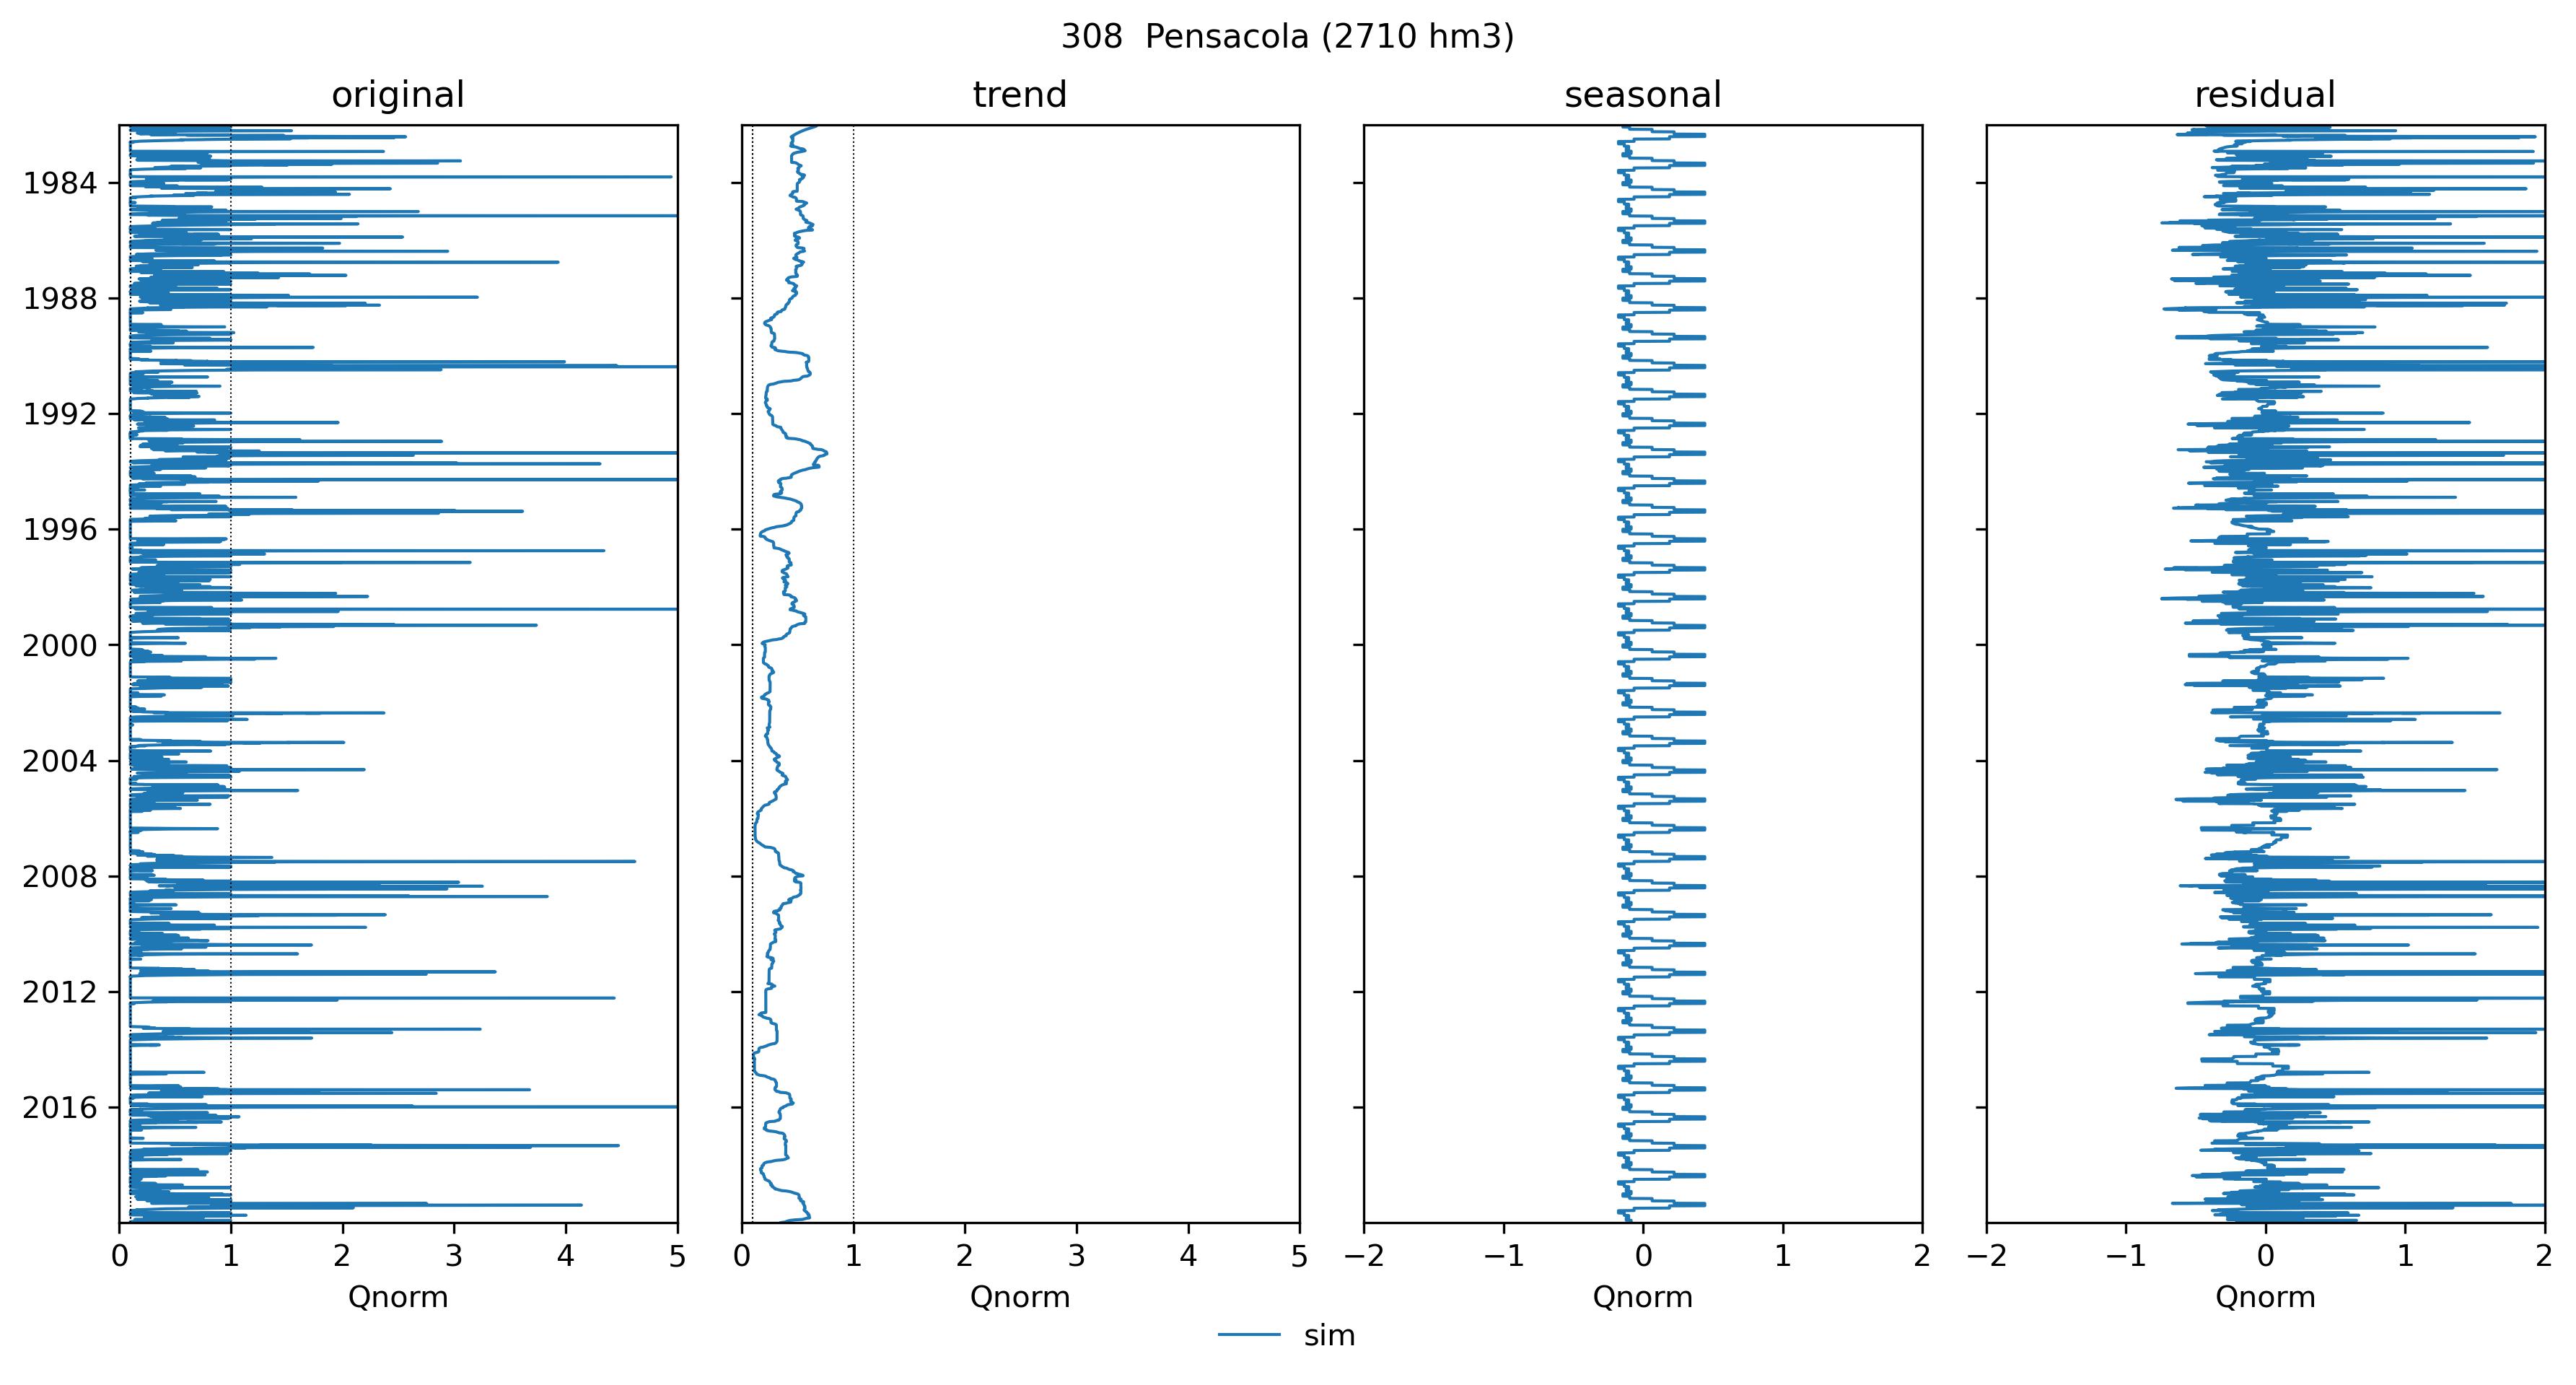 308  Pensacola (2710 hm3)
original trend seasonal residual
1984
1988
1992
1996
2000
2004
2008
2012
2016
0 1 2 3 4 5 0 1 2 3 4 5 −2 −1 0 1 2 −2 −1 0 1 2
Qnorm Qnorm Qnorm Qnorm
sim